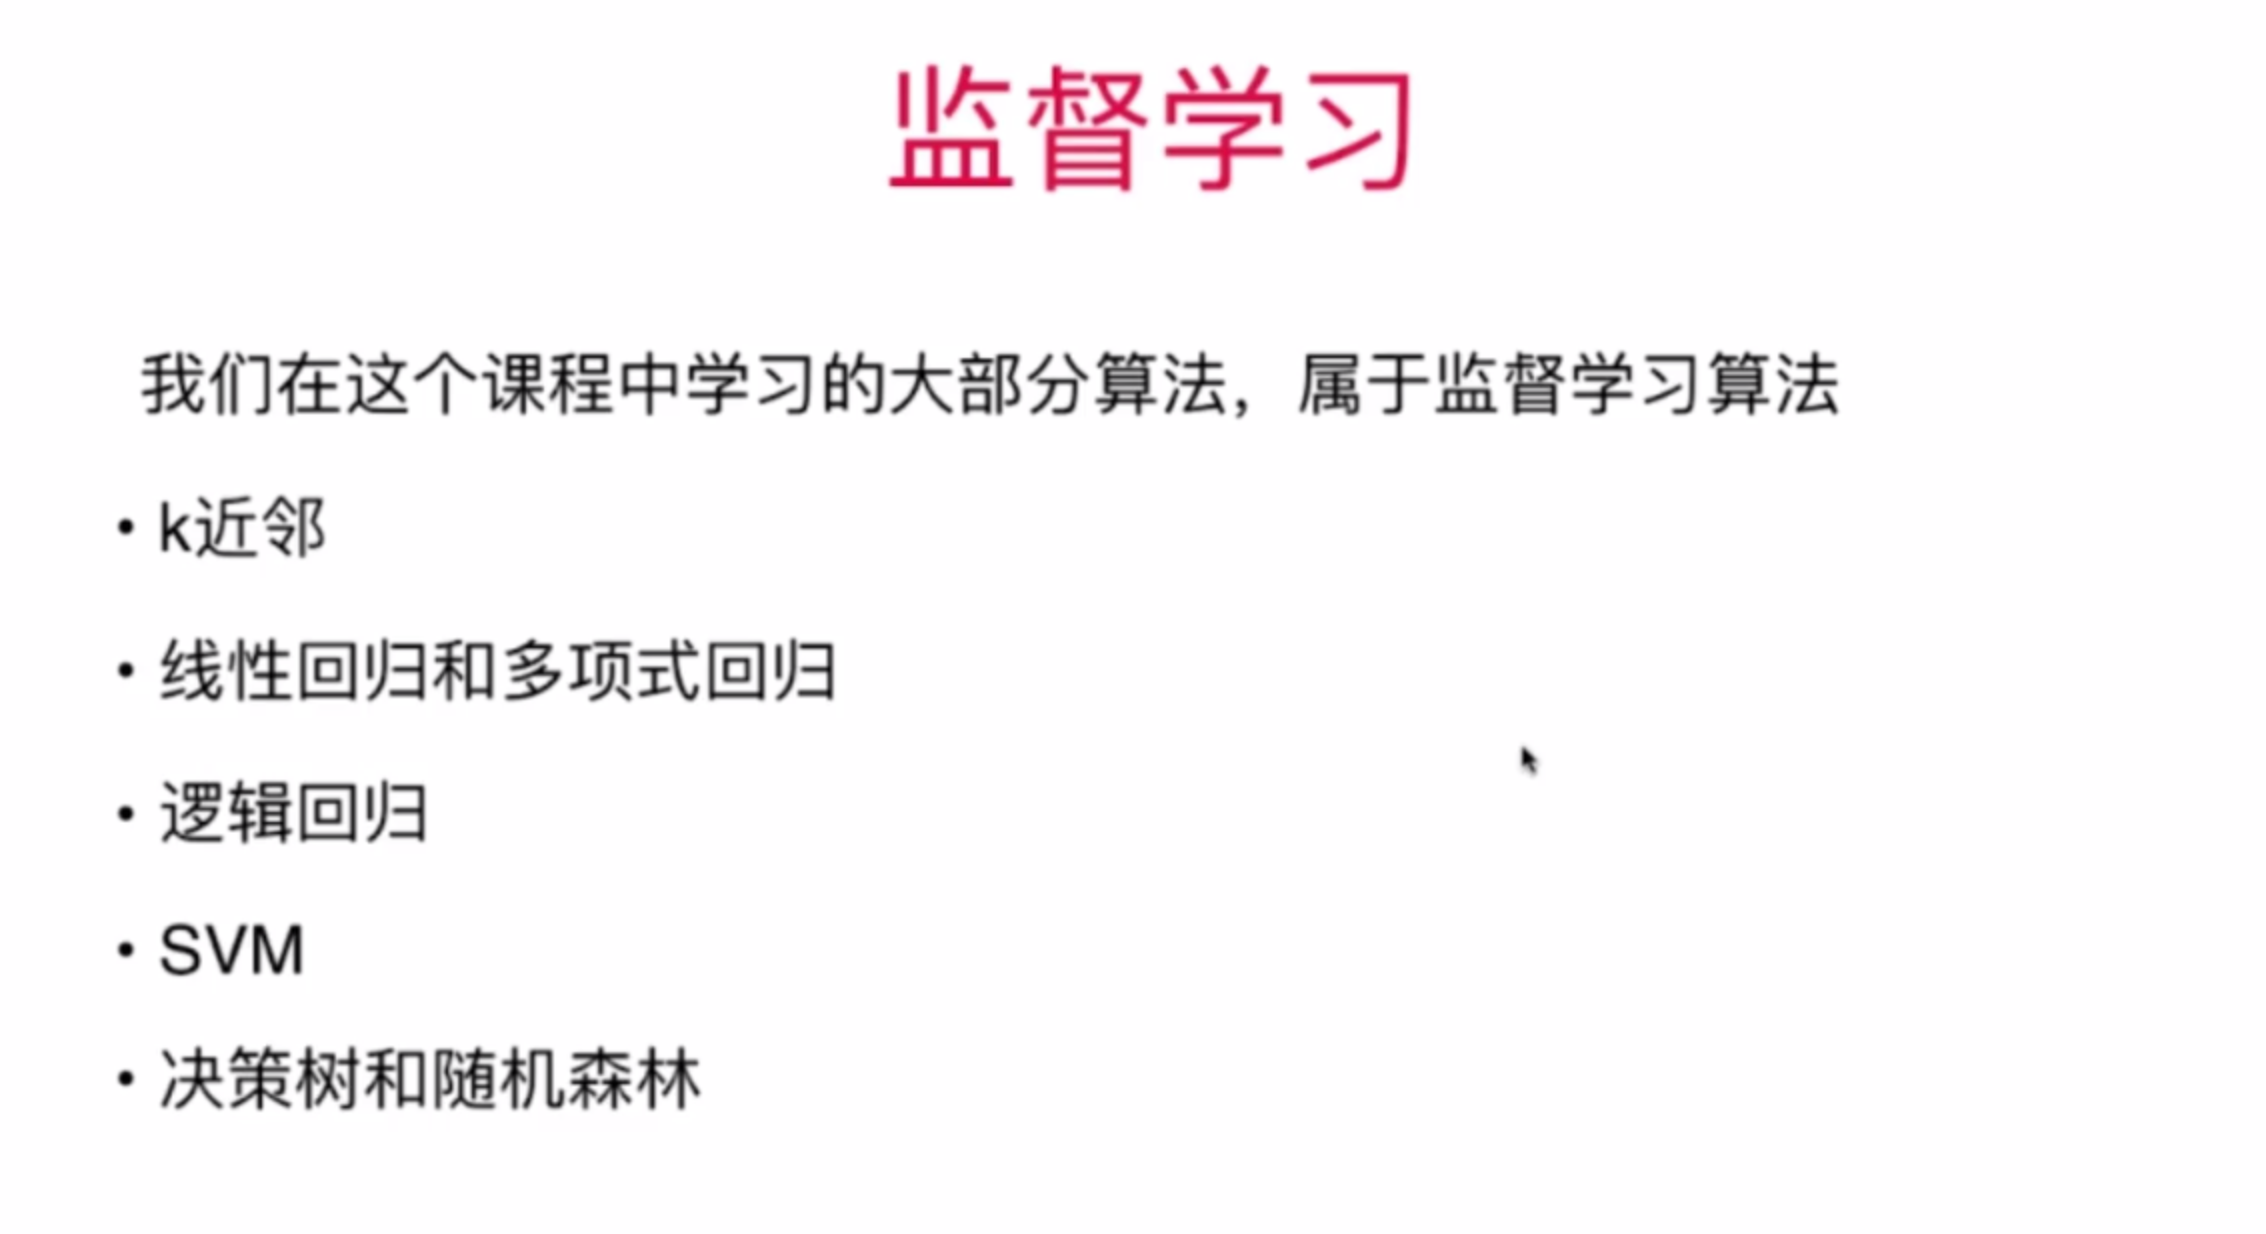 监督学习
我们在这个课程中学习的大部分算法，属于监督学习算法
• k近邻
• 线性回归和多项式回归
• 逻辑回归
• SVM
• 决策树和随机森林